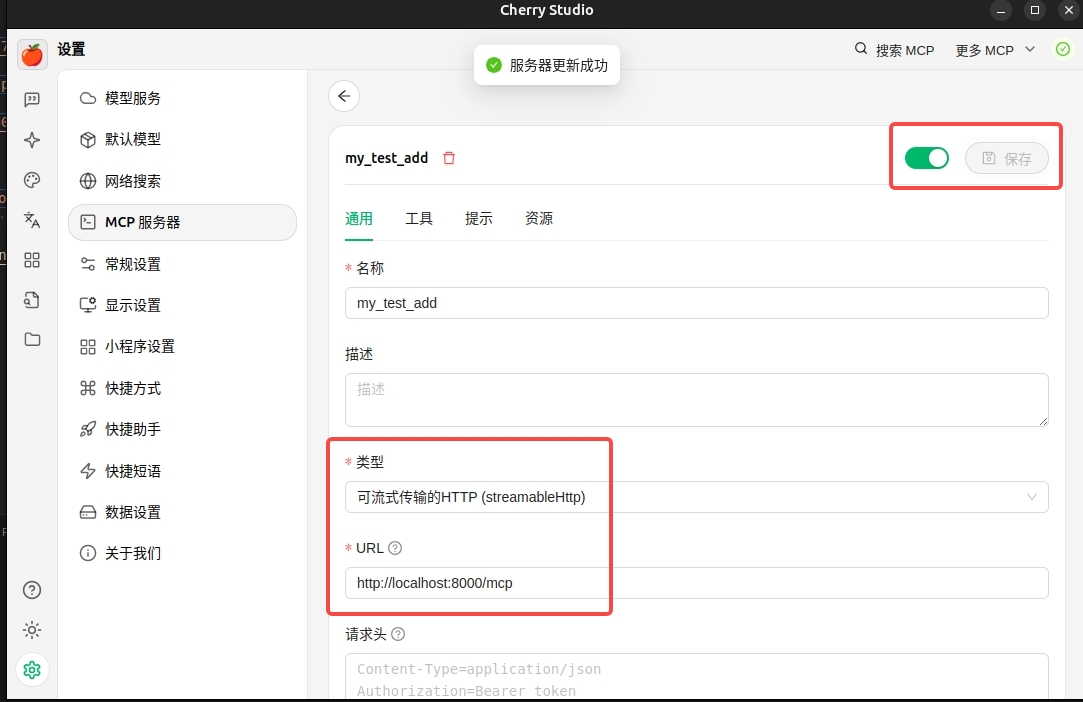 Cherry Studio
设置
搜索 MCP
更多 MCP
服务器更新成功
模型服务
默认模型
网络搜索
MCP 服务器
常规设置
显示设置
小程序设置
快捷方式
快捷助手
快捷短语
数据设置
关于我们
my_test_add
保存
通用 工具 提示 资源
* 名称
my_test_add
描述
描述
* 类型
可流式传输的HTTP (streamableHttp)
* URL
http://localhost:8000/mcp
请求头
Content-Type=application/json
Authorization=Bearer token